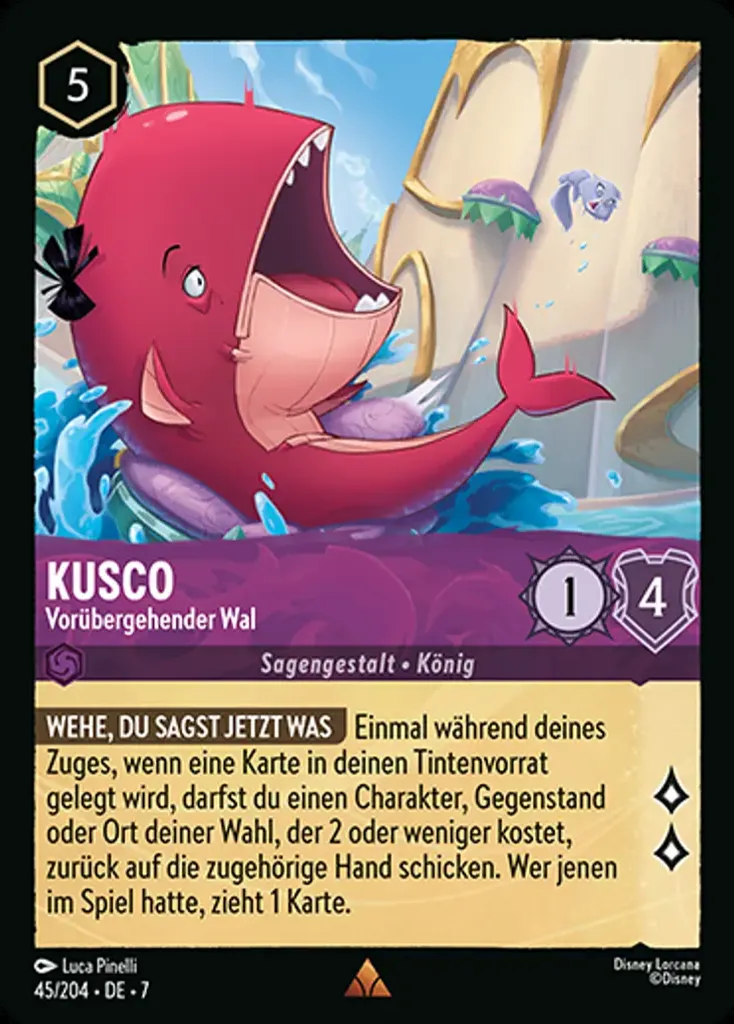 5
KUSCO
Vorübergehender Wal
1
4
Sagengestalt • König
WEHE, DU SAGST JETZT WAS Einmal während deines
Zuges, wenn eine Karte in deinen Tintenvorrat
gelegt wird, darfst du einen Charakter, Gegenstand
oder Ort deiner Wahl, der 2 oder weniger kostet,
zurück auf die zugehörige Hand schicken. Wer jenen
im Spiel hatte, zieht 1 Karte.
Luca Pinelli
45/204 • DE • 7
Disney Lorcana
©Disney